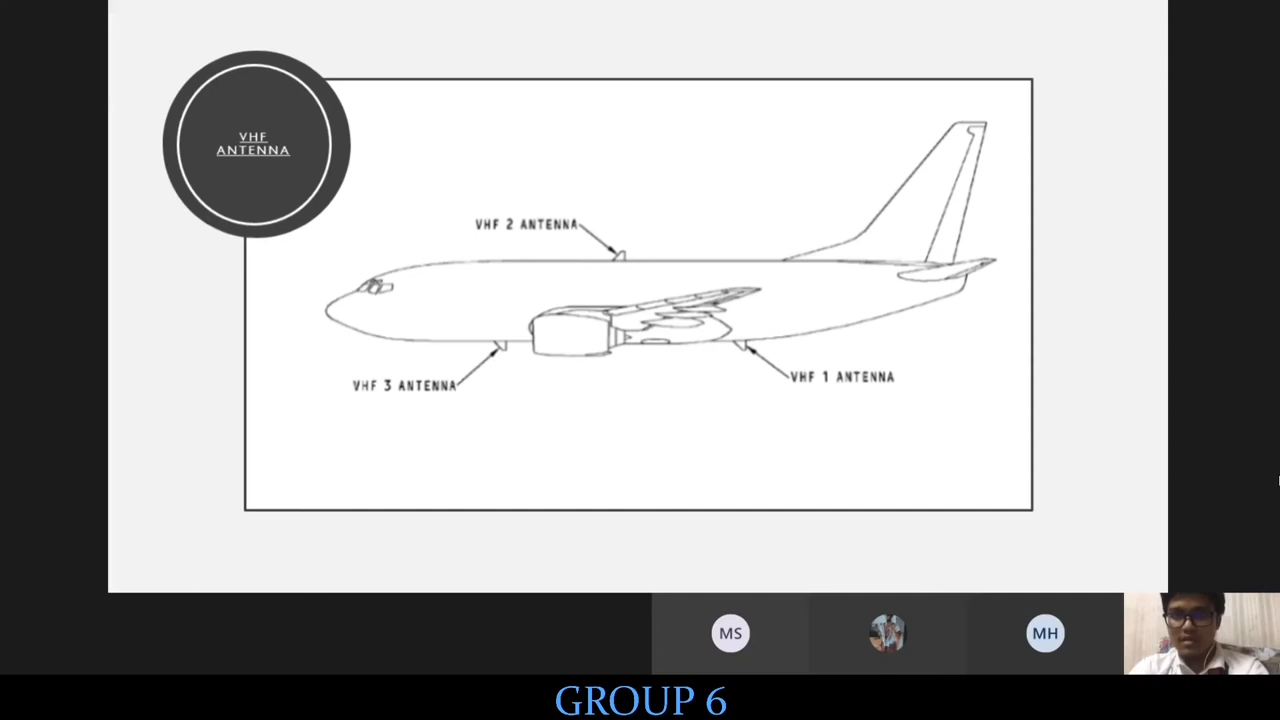 VHF
ANTENNA
VHF 2 ANTENNA
VHF 3 ANTENNA
VHF 1 ANTENNA
MS
MH
GROUP 6